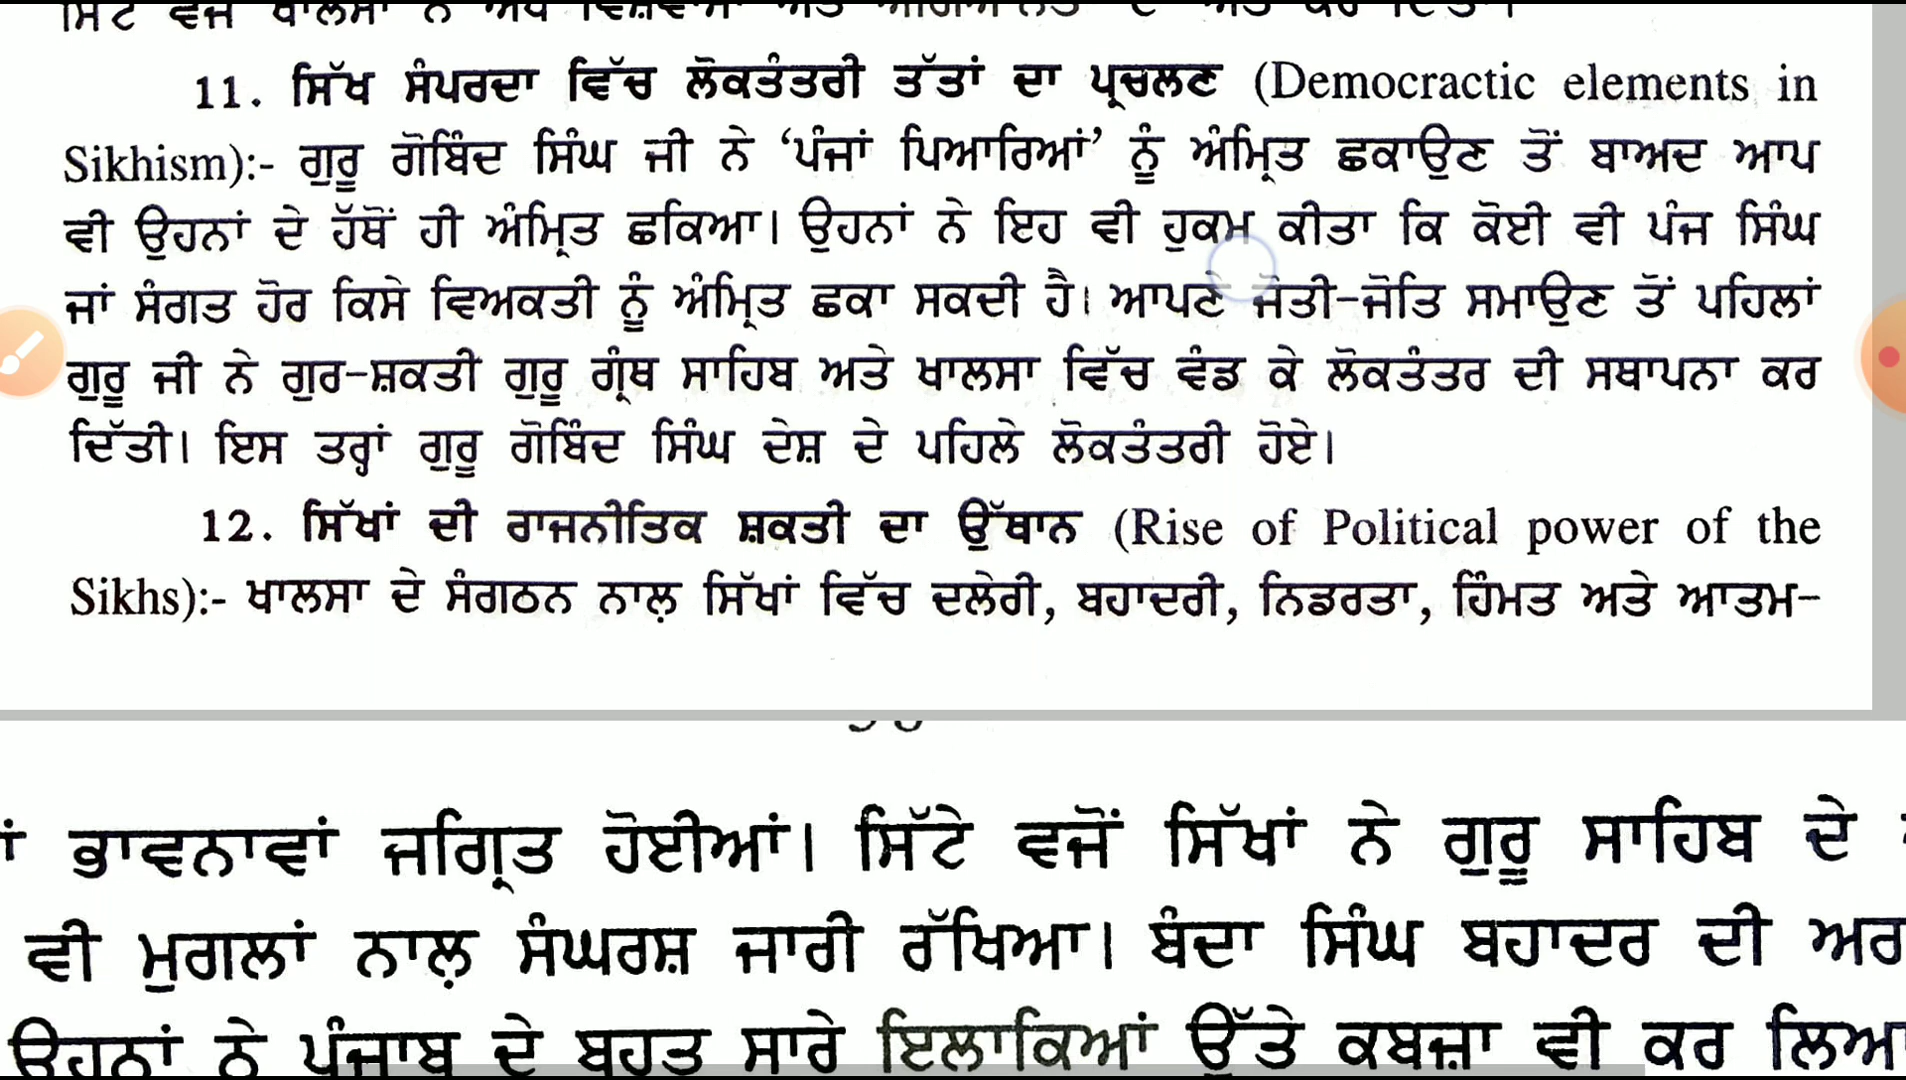 11. ਸਿੱਖ ਸੰਪਰਦਾ ਵਿੱਚ ਲੋਕਤੰਤਰੀ ਤੱਤਾਂ ਦਾ ਪ੍ਰਚਲਣ (Democractic elements in
Sikhism):- ਗੁਰੂ ਗੋਬਿੰਦ ਸਿੰਘ ਜੀ ਨੇ ‘ਪੰਜਾਂ ਪਿਆਰਿਆਂ’ ਨੂੰ ਅੰਮ੍ਰਿਤ ਛਕਾਉਣ ਤੋਂ ਬਾਅਦ ਆਪ
ਵੀ ਉਹਨਾਂ ਦੇ ਹੱਥੋਂ ਹੀ ਅੰਮ੍ਰਿਤ ਛਕਿਆ। ਉਹਨਾਂ ਨੇ ਇਹ ਵੀ ਹੁਕਮ ਕੀਤਾ ਕਿ ਕੋਈ ਵੀ ਪੰਜ ਸਿੰਘ
ਜਾਂ ਸੰਗਤ ਹੋਰ ਕਿਸੇ ਵਿਅਕਤੀ ਨੂੰ ਅੰਮ੍ਰਿਤ ਛਕਾ ਸਕਦੀ ਹੈ। ਆਪਣੇ ਜੋਤੀ-ਜੋਤਿ ਸਮਾਉਣ ਤੋਂ ਪਹਿਲਾਂ
ਗੁਰੂ ਜੀ ਨੇ ਗੁਰ-ਸ਼ਕਤੀ ਗੁਰੂ ਗ੍ਰੰਥ ਸਾਹਿਬ ਅਤੇ ਖਾਲਸਾ ਵਿੱਚ ਵੰਡ ਕੇ ਲੋਕਤੰਤਰ ਦੀ ਸਥਾਪਨਾ ਕਰ
ਦਿੱਤੀ। ਇਸ ਤਰ੍ਹਾਂ ਗੁਰੂ ਗੋਬਿੰਦ ਸਿੰਘ ਦੇਸ਼ ਦੇ ਪਹਿਲੇ ਲੋਕਤੰਤਰੀ ਹੋਏ।
12. ਸਿੱਖਾਂ ਦੀ ਰਾਜਨੀਤਿਕ ਸ਼ਕਤੀ ਦਾ ਉੱਥਾਨ (Rise of Political power of the
Sikhs):- ਖਾਲਸਾ ਦੇ ਸੰਗਠਨ ਨਾਲ਼ ਸਿੱਖਾਂ ਵਿੱਚ ਦਲੇਰੀ, ਬਹਾਦਰੀ, ਨਿਡਰਤਾ, ਹਿੰਮਤ ਅਤੇ ਆਤਮ-
ਭਾਵਨਾਵਾਂ ਜਗ੍ਰਿਤ ਹੋਈਆਂ। ਸਿੱਟੇ ਵਜੋਂ ਸਿੱਖਾਂ ਨੇ ਗੁਰੂ ਸਾਹਿਬ ਦੇ
ਵੀ ਮੁਗਲਾਂ ਨਾਲ਼ ਸੰਘਰਸ਼ ਜਾਰੀ ਰੱਖਿਆ। ਬੰਦਾ ਸਿੰਘ ਬਹਾਦਰ ਦੀ ਅਰ
ਉਹਨਾਂ ਨੇ ਪੰਜਾਬ ਦੇ ਬਹੁਤ ਸਾਰੇ ਇਲਾਕਿਆਂ ਉੱਤੇ ਕਬਜ਼ਾ ਵੀ ਕਰ ਲਿਆ